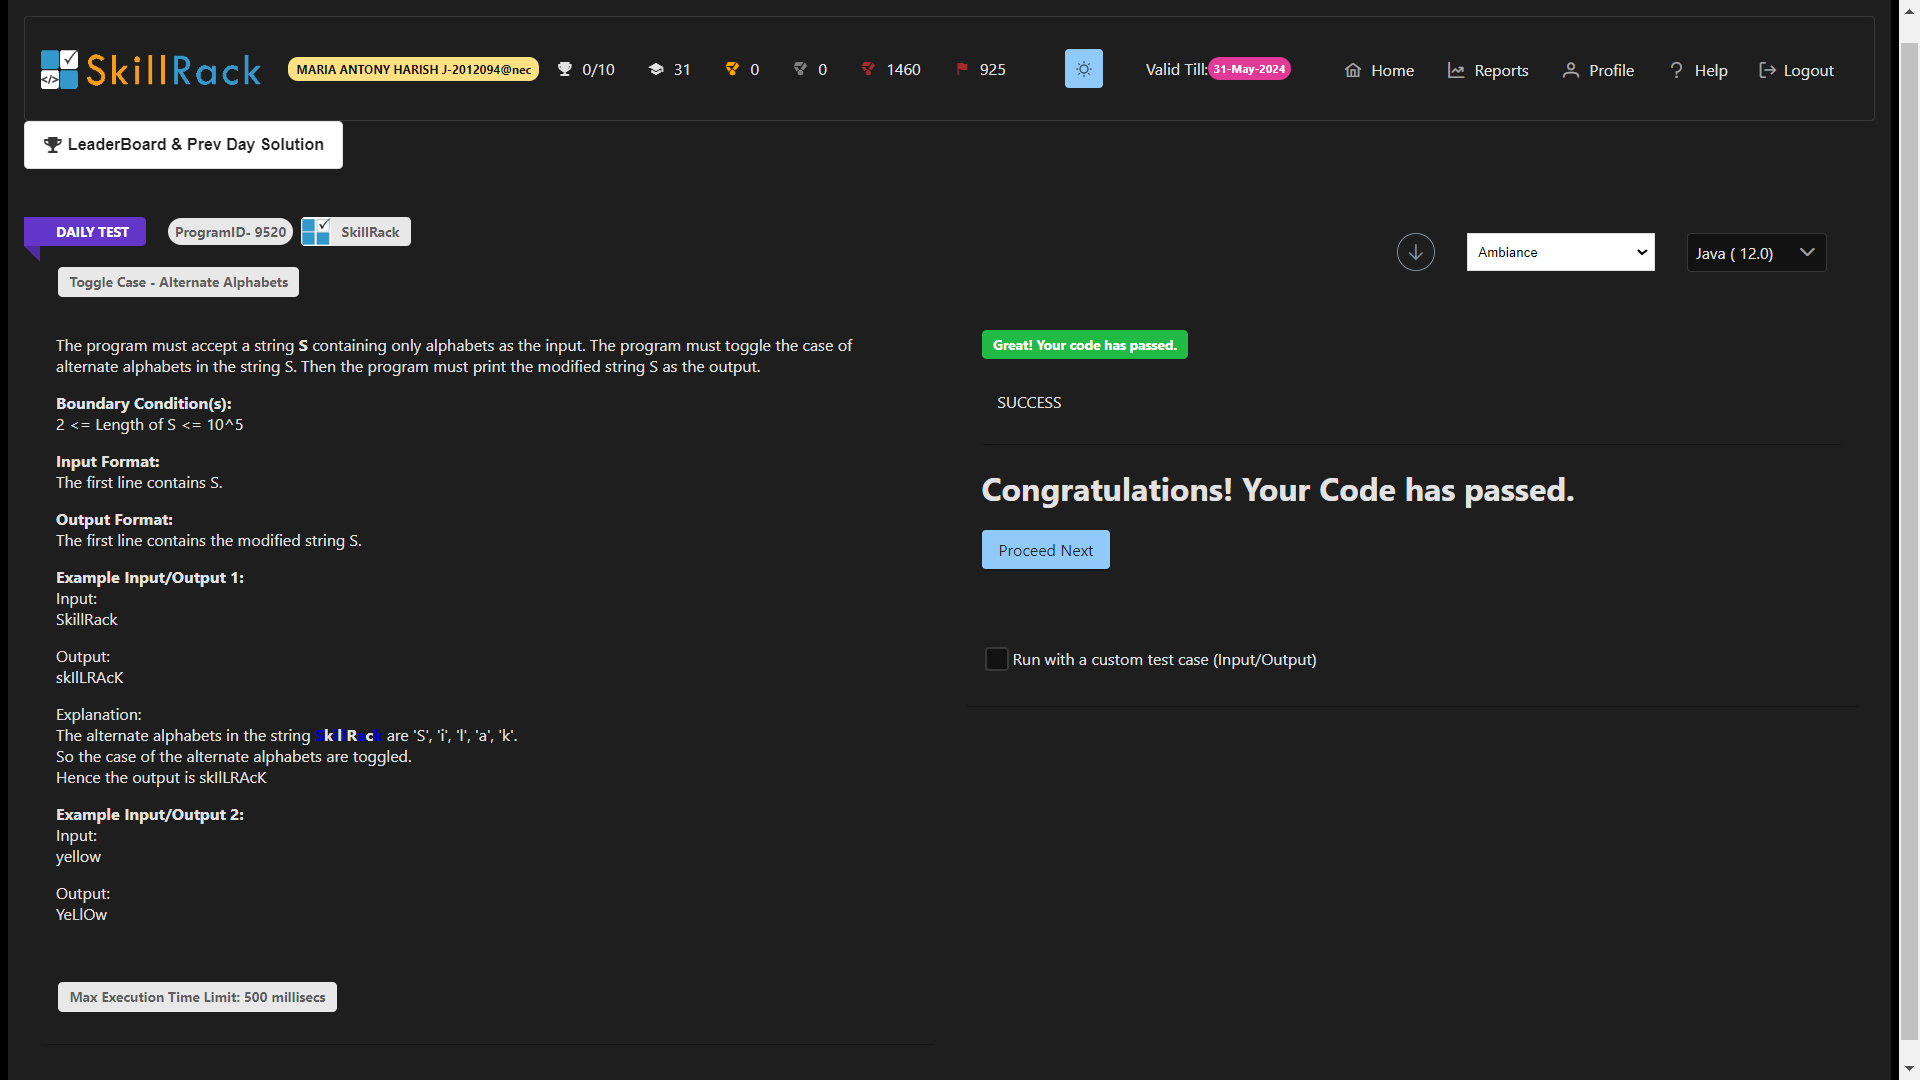 SkillRack
MARIA ANTONY HARISH J-2012094@nec
0/10
31
0
0
1460
925
Valid Till:31-May-2024
Home
Reports
Profile
Help
Logout
LeaderBoard & Prev Day Solution
DAILY TEST
ProgramID- 9520
SkillRack
Ambiance
Java ( 12.0)
Toggle Case - Alternate Alphabets
The program must accept a string S containing only alphabets as the input. The program must toggle the case of
alternate alphabets in the string S. Then the program must print the modified string S as the output.
Boundary Condition(s):
2 <= Length of S <= 10^5
Input Format:
The first line contains S.
Output Format:
The first line contains the modified string S.
Example Input/Output 1:
Input:
SkillRack
Output:
skIlLRAcK
Explanation:
The alternate alphabets in the string SkillRack are 'S', 'i', 'l', 'a', 'k'.
So the case of the alternate alphabets are toggled.
Hence the output is skIlLRAcK
Example Input/Output 2:
Input:
yellow
Output:
YeLlOw
Max Execution Time Limit: 500 millisecs
Great! Your code has passed.
SUCCESS
Congratulations! Your Code has passed.
Proceed Next
Run with a custom test case (Input/Output)